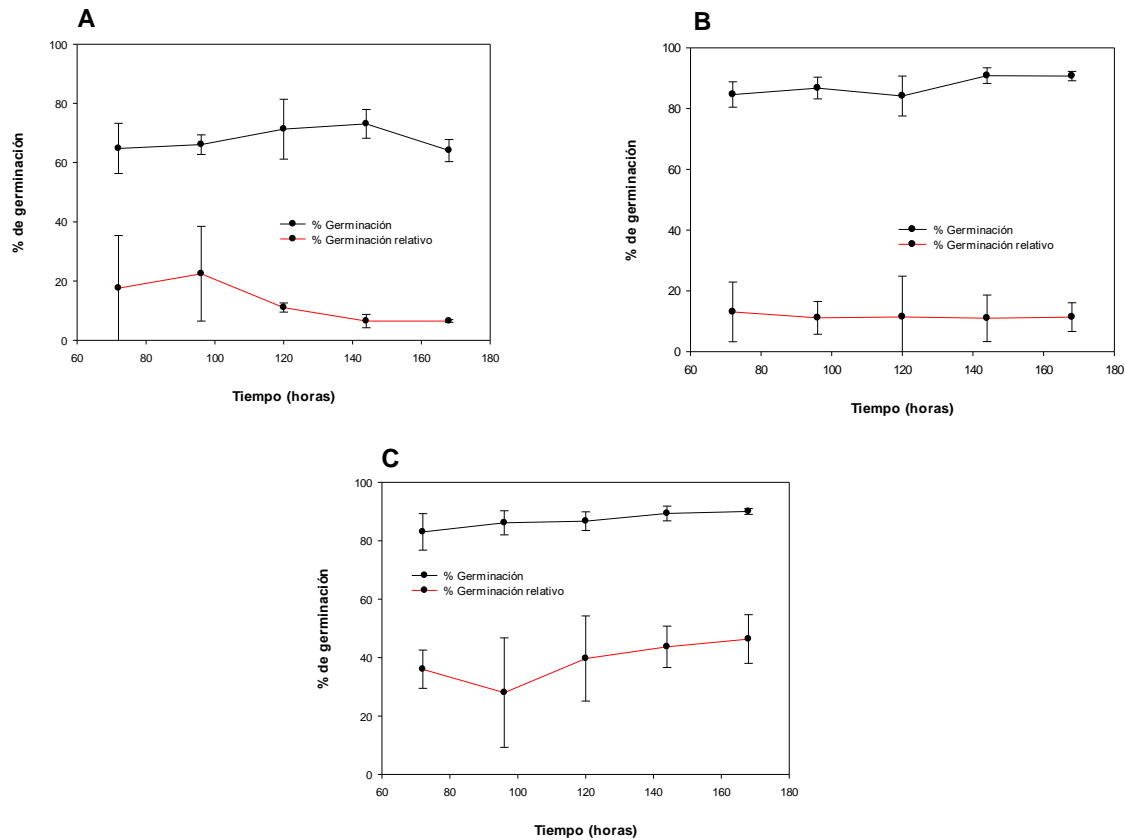 A
100
80
60
40
20
0
% de germinación
% Germinación
% Germinación relativo
60 80 100 120 140 160 180
Tiempo (horas)
B
100
80
60
40
20
0
% de germinación
% Germinación
% Germinación relativo
60 80 100 120 140 160 180
Tiempo (horas)
C
100
80
60
40
20
0
% de germinación
% Germinación
% Germinación relativo
60 80 100 120 140 160 180
Tiempo (horas)